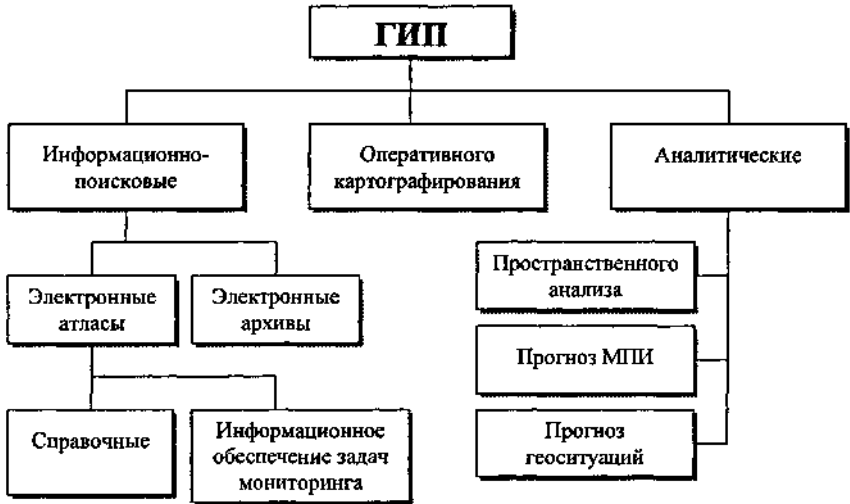 ГИП
Информационно-
поисковые
Оперативного
картографирования
Аналитические
Электронные
атласы
Электронные
архивы
Пространственного
анализа
Прогноз МПИ
Справочные
Информационное
обеспечение задач
мониторинга
Прогноз
геоситуаций